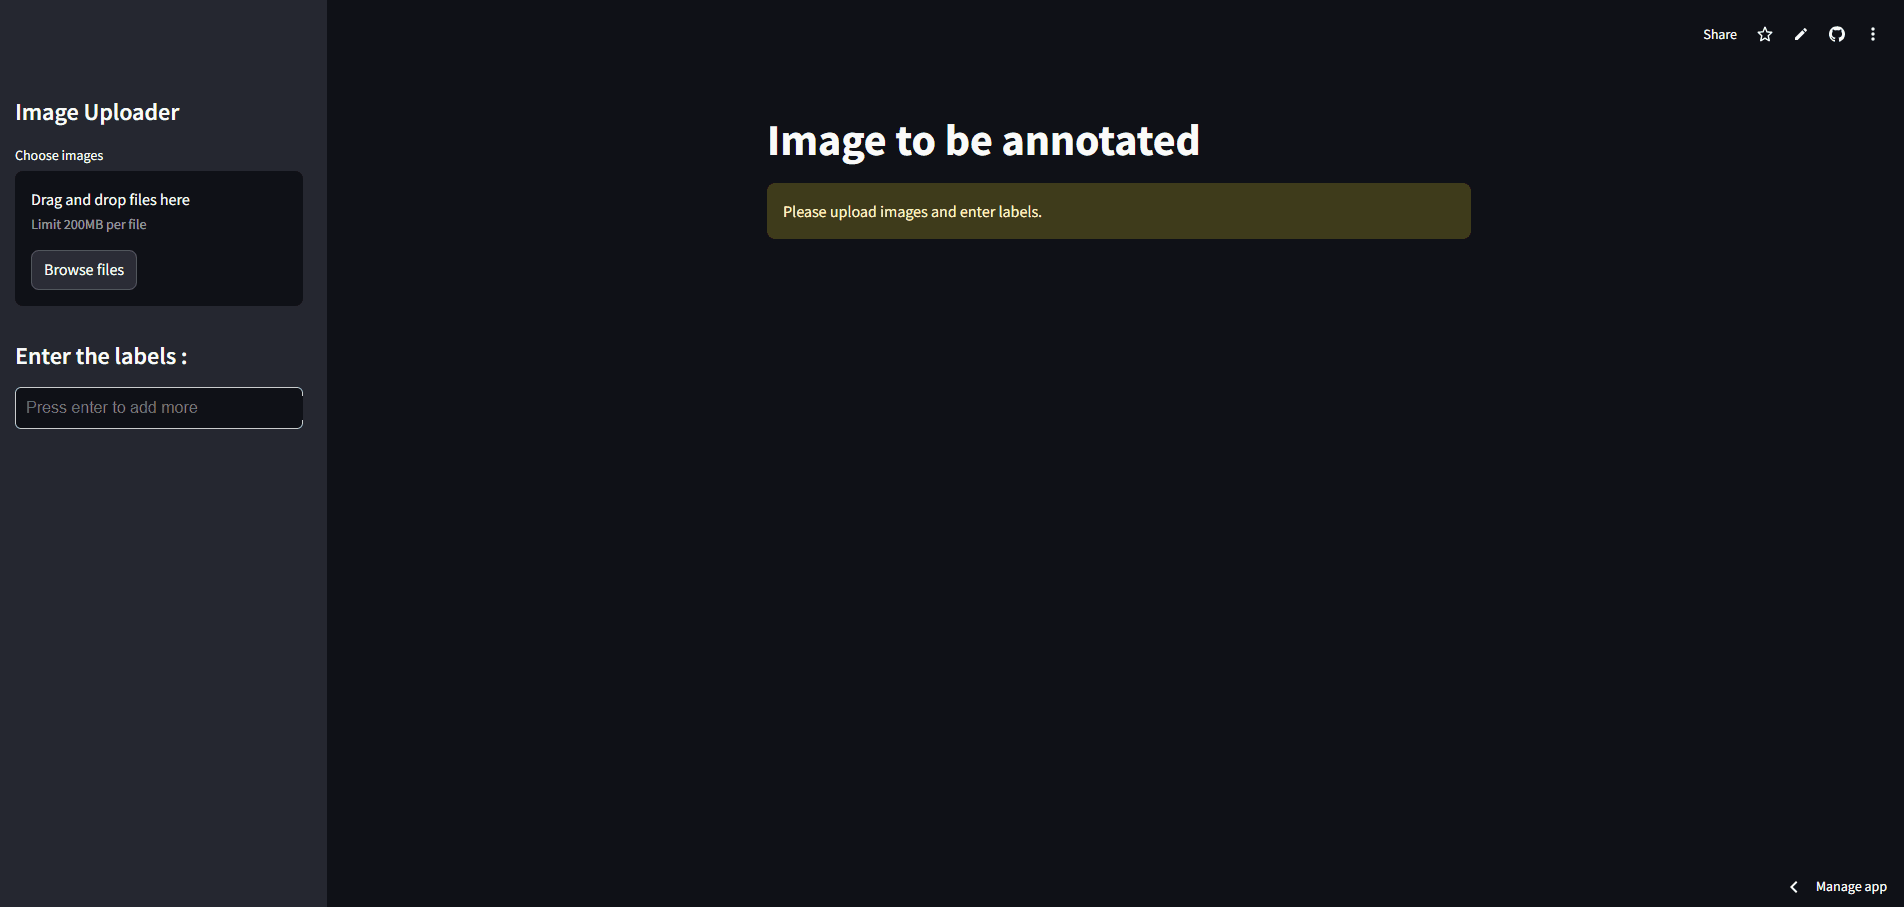 Share
Image Uploader
Choose images
Drag and drop files here
Limit 200MB per file
Browse files
Enter the labels :
Press enter to add more
Image to be annotated
Please upload images and enter labels.
Manage app